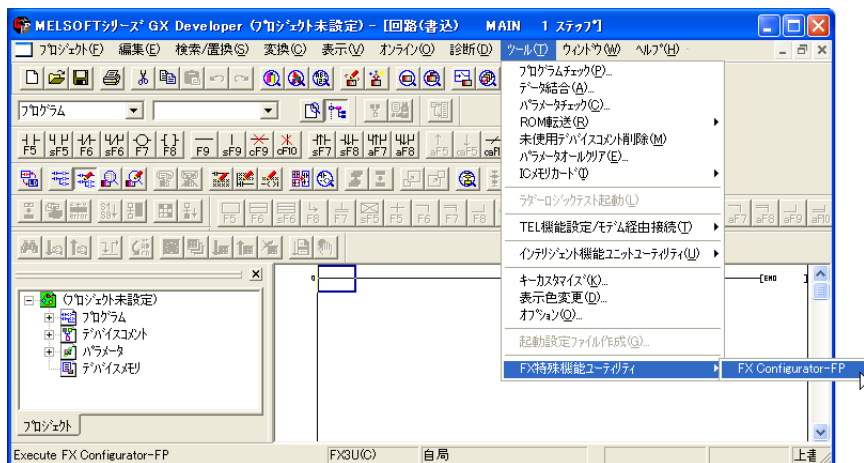 MELSOFTシリーズ GX Developer (プロジェクト未設定) - [回路(書込)    MAIN    1 ステップ]
プロジェクト(F) 編集(E) 検索/置換(S) 変換(C) 表示(V) オンライン(O) 診断(D) ツール(T) ウィンドウ(W) ヘルプ(H)
プログラム
F5 sF5 F6 sF6 F7 F8 F9 sF9 cF9 cF10 sF7 sF8 aF7 aF8 aF5 caF5
F5 F6 sF6 F8 F7 sF5 F5 F6 F7 F8 aF7 aF8 aF9 aF10
error
プログラムチェック(P)...
データ結合(A)...
パラメータチェック(C)...
ROM転送(R)
未使用デバイスコメント削除(M)
パラメータオールクリア(E)...
ICメモリカード(I)
ラダーロジックテスト起動(L)
TEL機能設定/モデム経由接続(T)
インテリジェント機能ユニットユーティリティ(U)
キーカスタマイズ(K)...
表示色変更(D)...
オプション(O)...
起動設定ファイル作成(G)...
FX特殊機能ユーティリティ
FX Configurator-FP
(プロジェクト未設定)
プログラム
デバイスコメント
パラメータ
デバイスメモリ
プロジェクト
0
[END ]
Execute FX Configurator-FP FX3U(C) 自局 上書